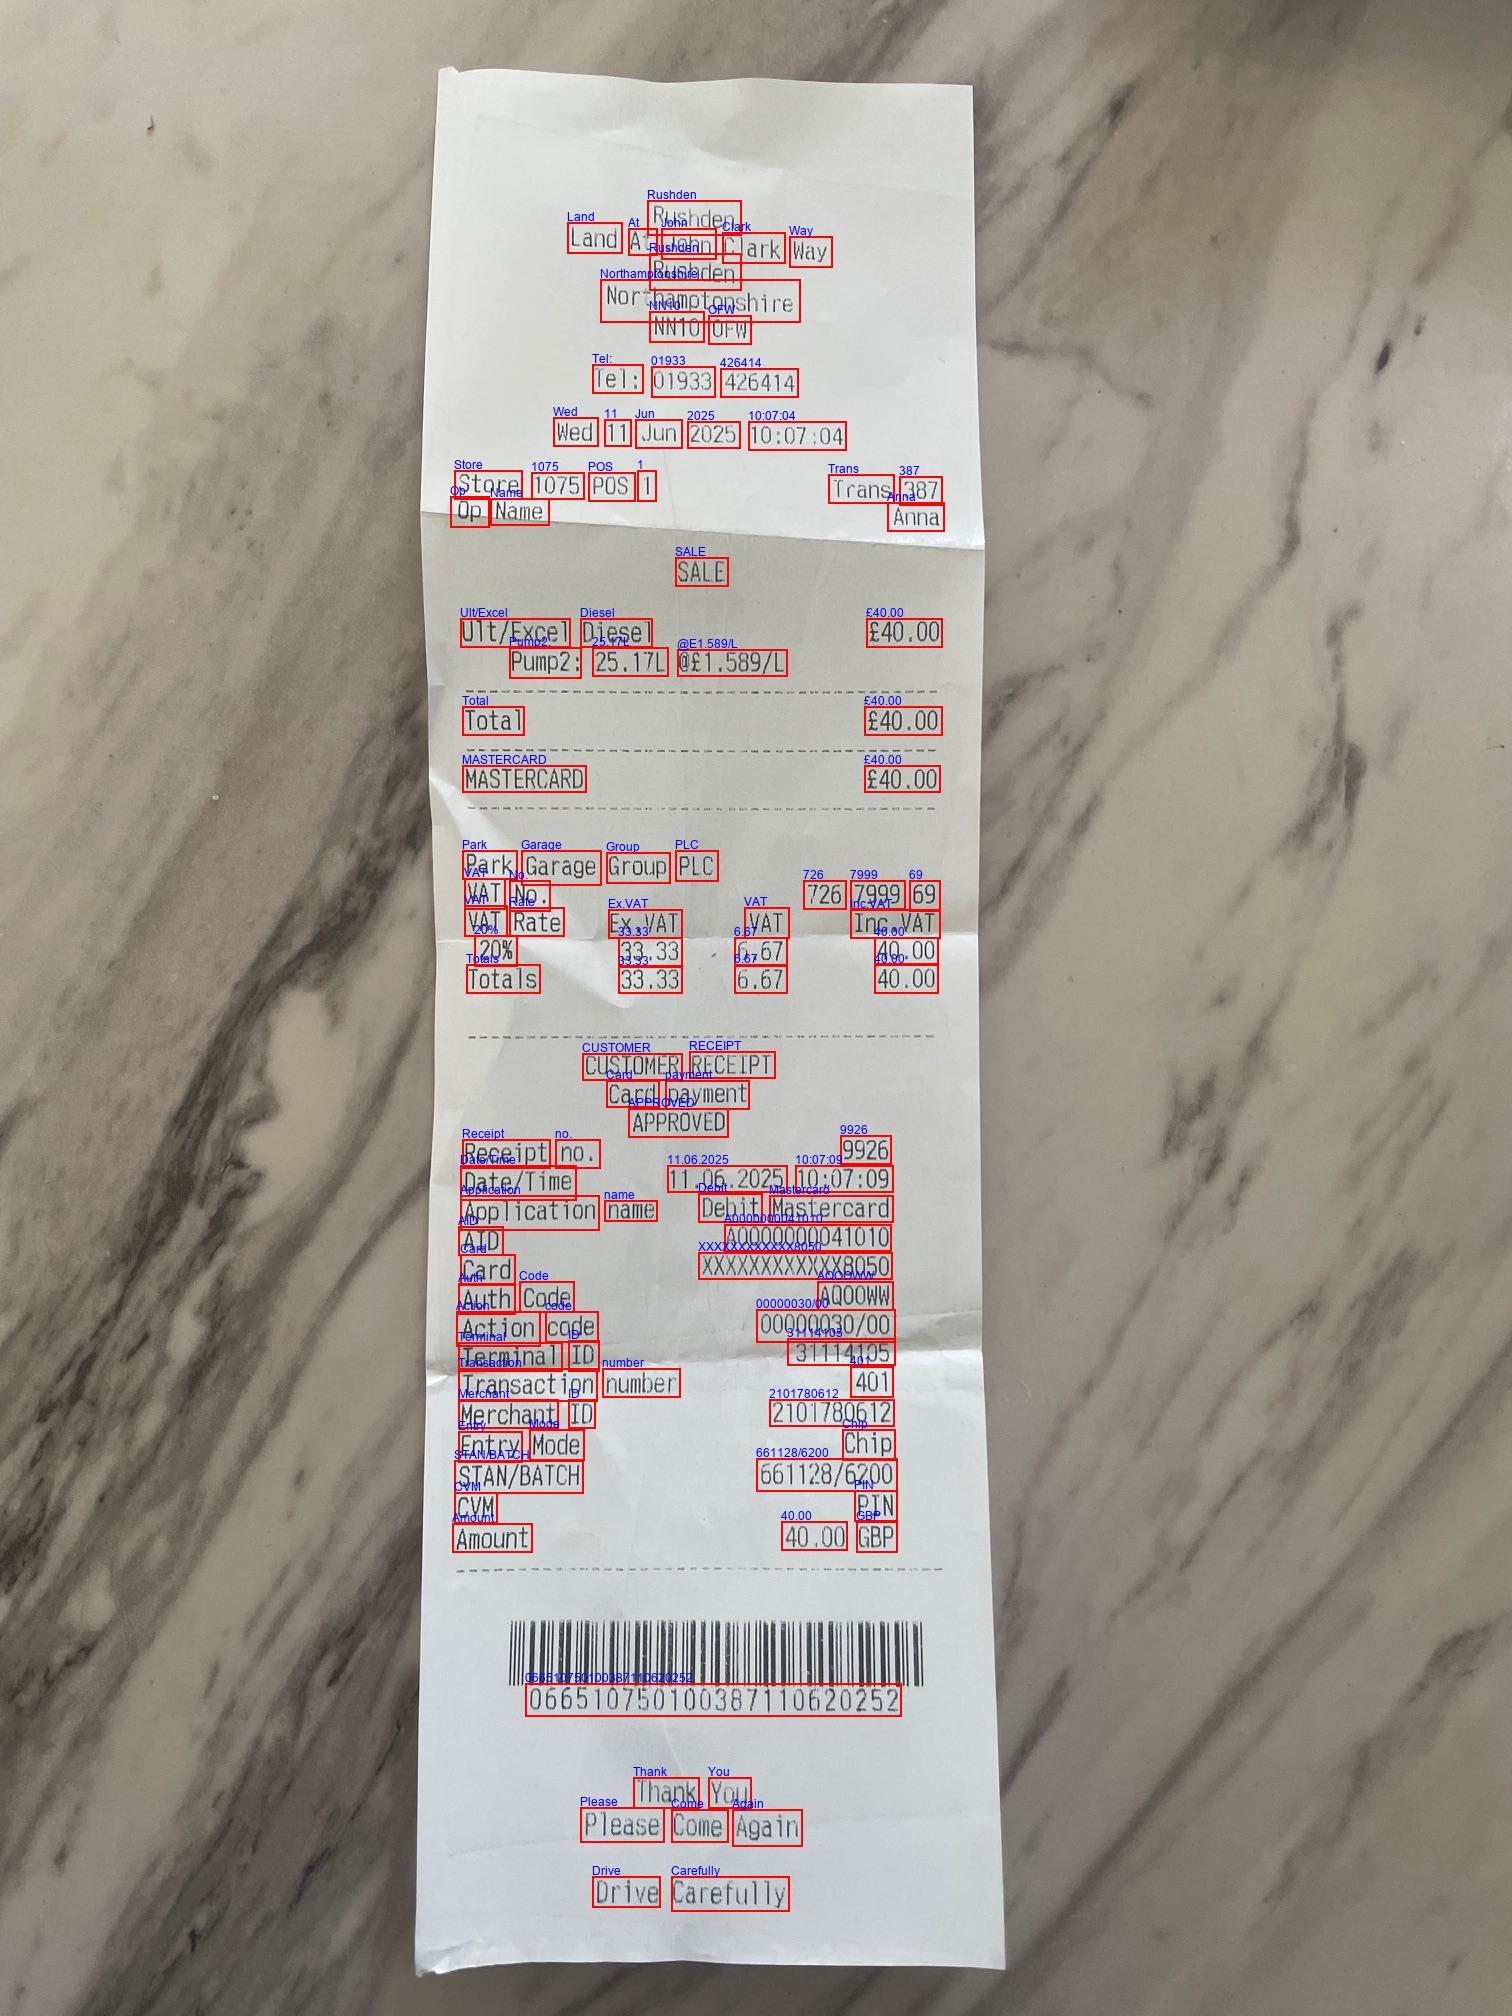 Rushden
Land At John Clark Way
Rushden
Northamptonshire
NN10 0FW
Tel: 01933 426414
Wed 11 Jun 2025 10:07:04
Store 1075 POS 1 Trans 387
Op Name Anna
SALE
Ult/Excel Diesel £40.00
Pump2: 25.17L @£1.589/L
Total £40.00
MASTERCARD £40.00
Park Garage Group PLC
VAT No. 726 7999 69
VAT Rate Ex.VAT VAT Inc.VAT
20% 33.33 6.67 40.00
Totals 33.33 6.67 40.00
CUSTOMER RECEIPT
Card payment
APPROVED
Receipt no. 9926
Date/Time 11.06.2025 10:07:09
Application name Debit Mastercard
AID A0000000041010
Card XXXXXXXXXXXX8050
Auth Code AQOOWW
Action code 00000030/00
Terminal ID 31114105
Transaction number 401
Merchant ID 2101780612
Entry Mode Chip
STAN/BATCH 661128/6200
CVM PIN
Amount 40.00 GBP
0665107501003871106202​52
Thank You
Please Come Again
Drive Carefully